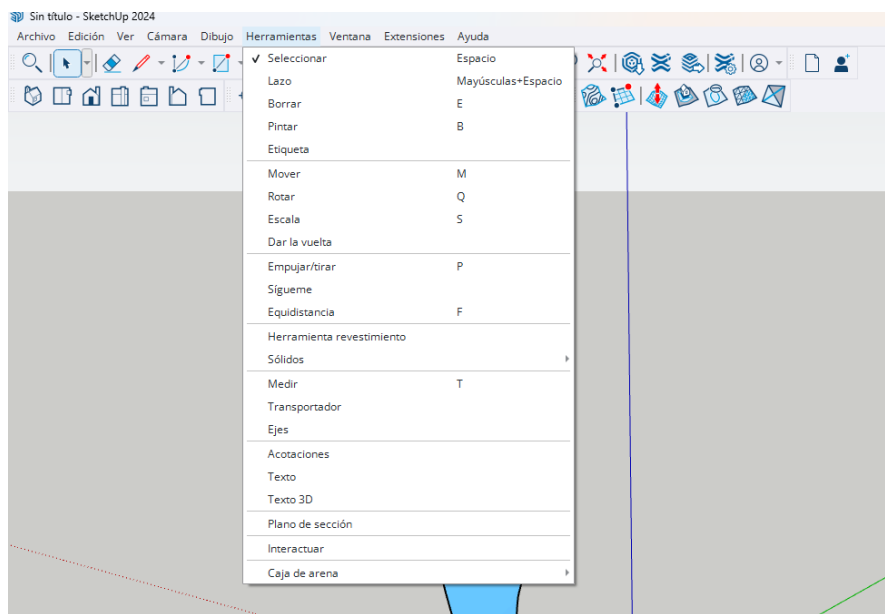 Sin título - SketchUp 2024
Archivo Edición Ver Cámara Dibujo Herramientas Ventana Extensiones Ayuda
Seleccionar Espacio
Lazo Mayúsculas+Espacio
Borrar E
Pintar B
Etiqueta
Mover M
Rotar Q
Escala S
Dar la vuelta
Empujar/tirar P
Sígueme
Equidistancia F
Herramienta revestimiento
Sólidos
Medir T
Transportador
Ejes
Acotaciones
Texto
Texto 3D
Plano de sección
Interactuar
Caja de arena